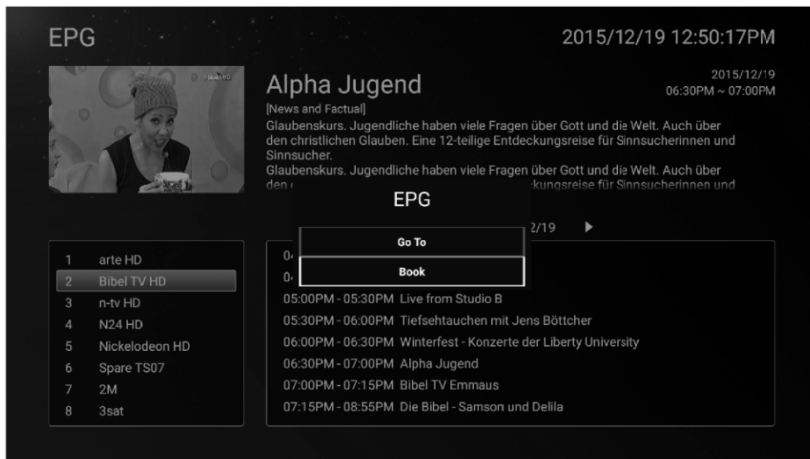 EPG
2015/12/19 12:50:17PM
Alpha Jugend
2015/12/19
06:30PM ~ 07:00PM
[News and Factual]
Glaubenskurs. Jugendliche haben viele Fragen über Gott und die Welt. Auch über
den christlichen Glauben. Eine 12-teilige Entdeckungsreise für Sinnsucherinnen und
Sinnsucher.
Glaubenskurs. Jugendliche haben viele Fragen über Gott und die Welt. Auch über
den kungsreise für Sinnsucherinnen und
EPG
2/19
Go To
Book
1 arte HD
2 Bibel TV HD
3 n-tv HD
4 N24 HD
5 Nickelodeon HD
6 Spare TS07
7 2M
8 3sat
05:00PM - 05:30PM Live from Studio B
05:30PM - 06:00PM Tiefsehtauchen mit Jens Böttcher
06:00PM - 06:30PM Winterfest - Konzerte der Liberty University
06:30PM - 07:00PM Alpha Jugend
07:00PM - 07:15PM Bibel TV Emmaus
07:15PM - 08:55PM Die Bibel - Samson und Delila